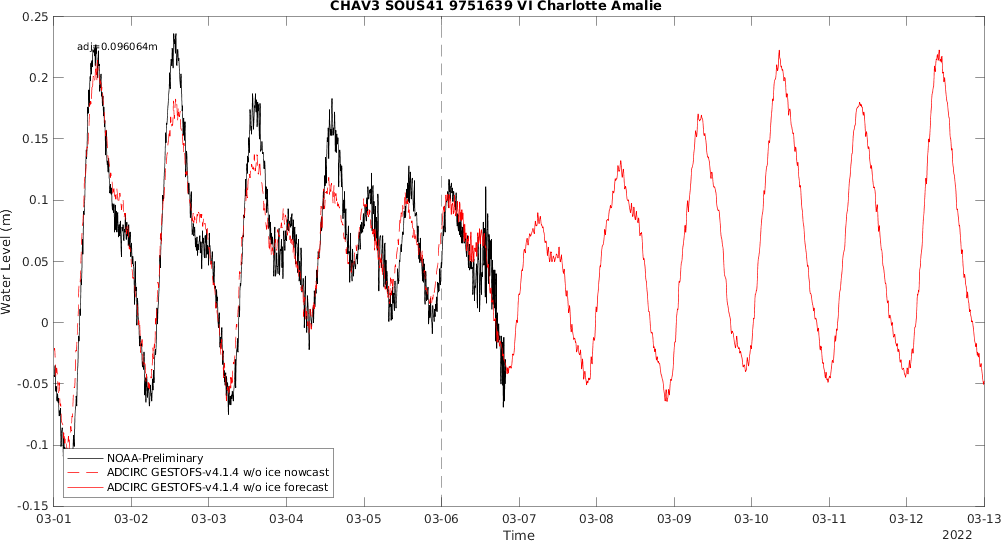 CHAV3 SOUS41 9751639 VI Charlotte Amalie
adj=0.096064m
0.25
0.2
0.15
0.1
0.05
0
-0.05
-0.1
-0.15
Water Level (m)
NOAA-Preliminary
ADCIRC GESTOFS-v4.1.4 w/o ice nowcast
ADCIRC GESTOFS-v4.1.4 w/o ice forecast
03-01 03-02 03-03 03-04 03-05 03-06 03-07 03-08 03-09 03-10 03-11 03-12 03-13
Time
2022